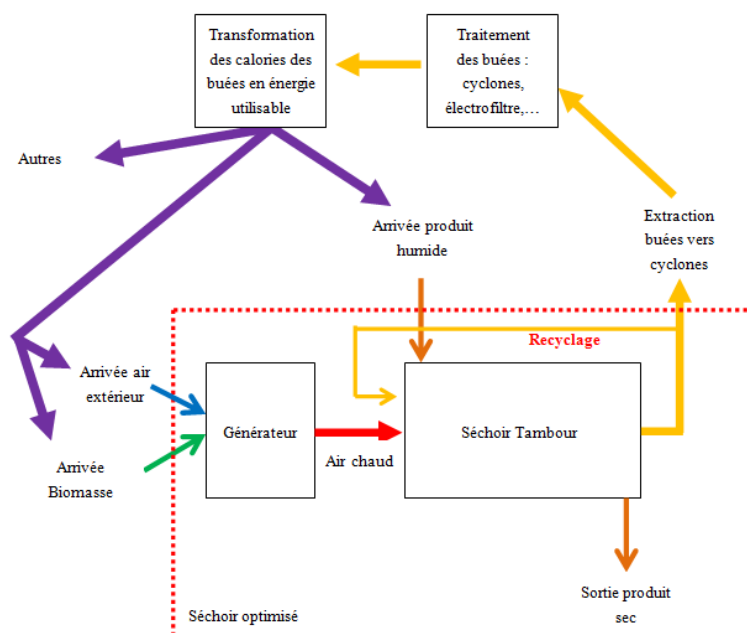 Transformation
des calories des
buées en énergie
utilisable
Traitement
des buées :
cyclones,
électrofiltre,...
Autres
Arrivée produit
humide
Extraction
buées vers
cyclones
Recyclage
Arrivée air
extérieur
Générateur
Air chaud
Séchoir Tambour
Arrivée
Biomasse
Sortie produit
sec
Séchoir optimisé